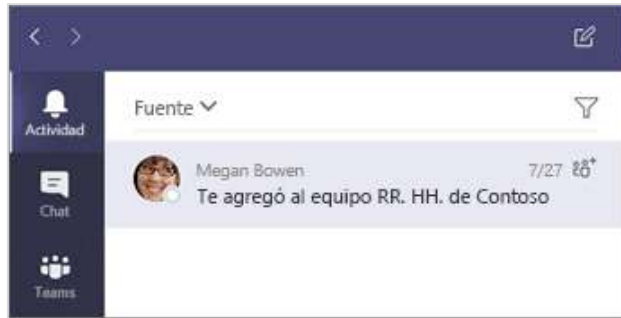 Actividad
Chat
Teams
Fuente
Megan Bowen 7/27
Te agregó al equipo RR. HH. de Contoso